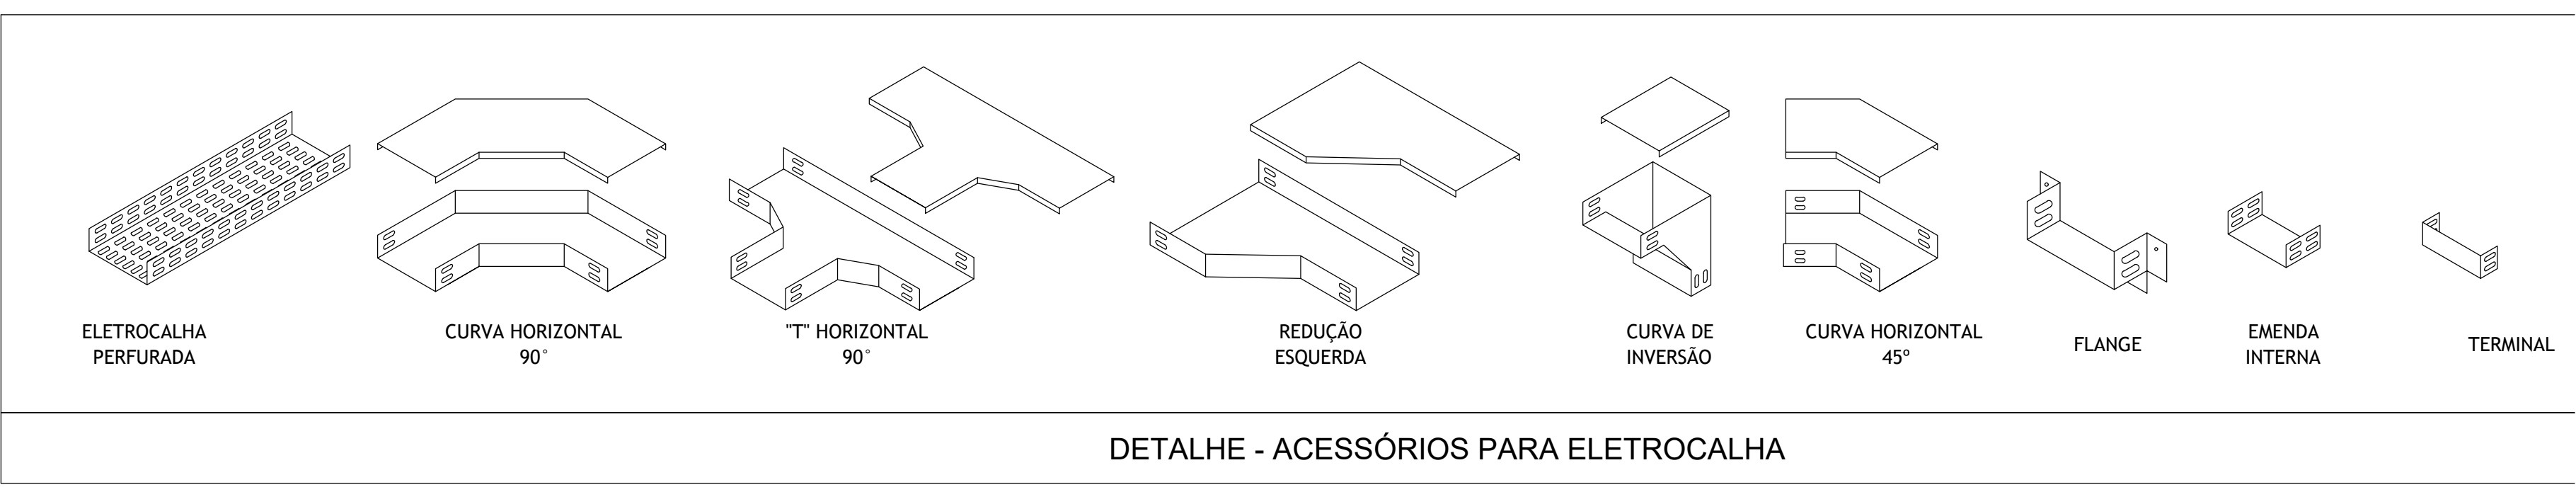 ELETROCALHA
PERFURADA
CURVA HORIZONTAL
90°
"T" HORIZONTAL
90°
REDUÇÃO
ESQUERDA
CURVA DE
INVERSÃO
CURVA HORIZONTAL
45º
FLANGE
EMENDA
INTERNA
TERMINAL
DETALHE - ACESSÓRIOS PARA ELETROCALHA